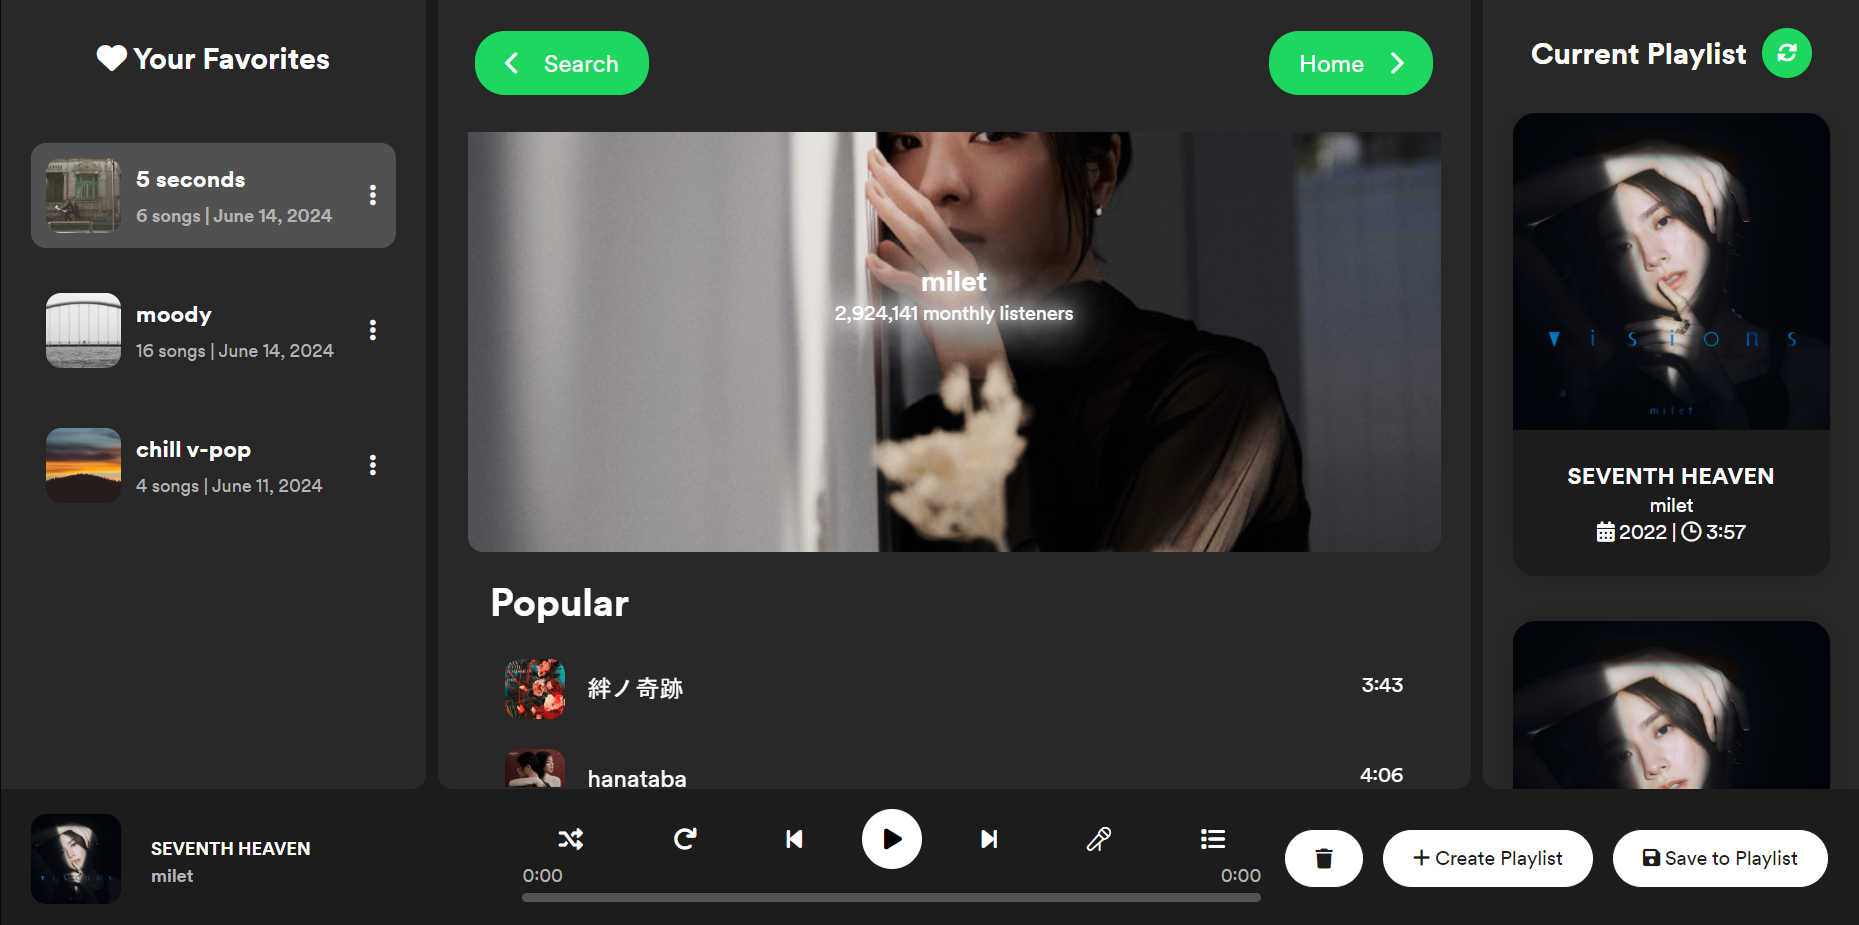 Your Favorites
5 seconds
6 songs | June 14, 2024
moody
16 songs | June 14, 2024
chill v-pop
4 songs | June 11, 2024
Search
Home
milet
2,924,141 monthly listeners
Popular
絆ノ奇跡
3:43
hanataba
4:06
Current Playlist
visions
milet
SEVENTH HEAVEN
milet
2022 | 3:57
SEVENTH HEAVEN
milet
0:00
0:00
Create Playlist
Save to Playlist